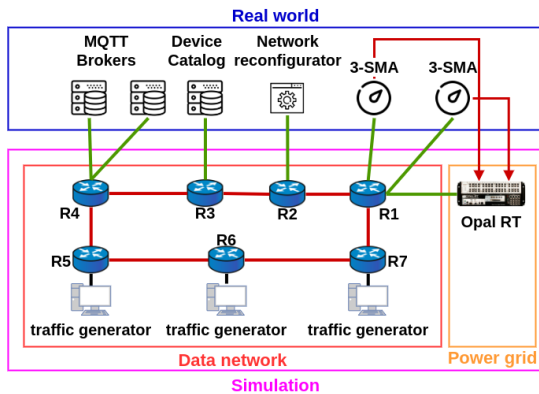 Real world
MQTT
Brokers
Device
Catalog
Network
reconfigurator
3-SMA
3-SMA
R4
R3
R2
R1
Opal RT
R5
R6
R7
traffic generator
traffic generator
traffic generator
Data network
Power grid
Simulation